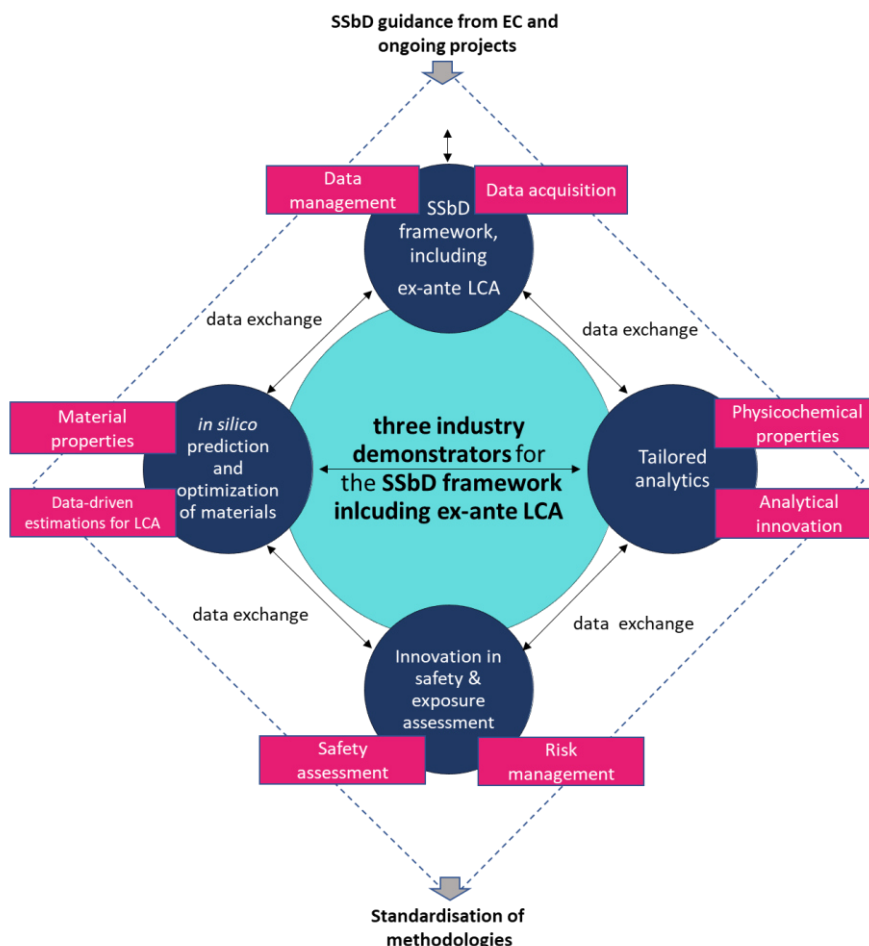 SSbD guidance from EC and
ongoing projects
Data
management
Data acquisition
SSbD
framework,
including
ex-ante LCA
data exchange
data exchange
Material
properties
Data-driven
estimations for LCA
in silico
prediction
and
optimization
of materials
three industry
demonstrators for
the SSbD framework
inlcuding ex-ante LCA
Tailored
analytics
Physicochemical
properties
Analytical
innovation
data exchange
data exchange
Innovation in
safety &
exposure
assessment
Safety
assessment
Risk
management
Standardisation of
methodologies